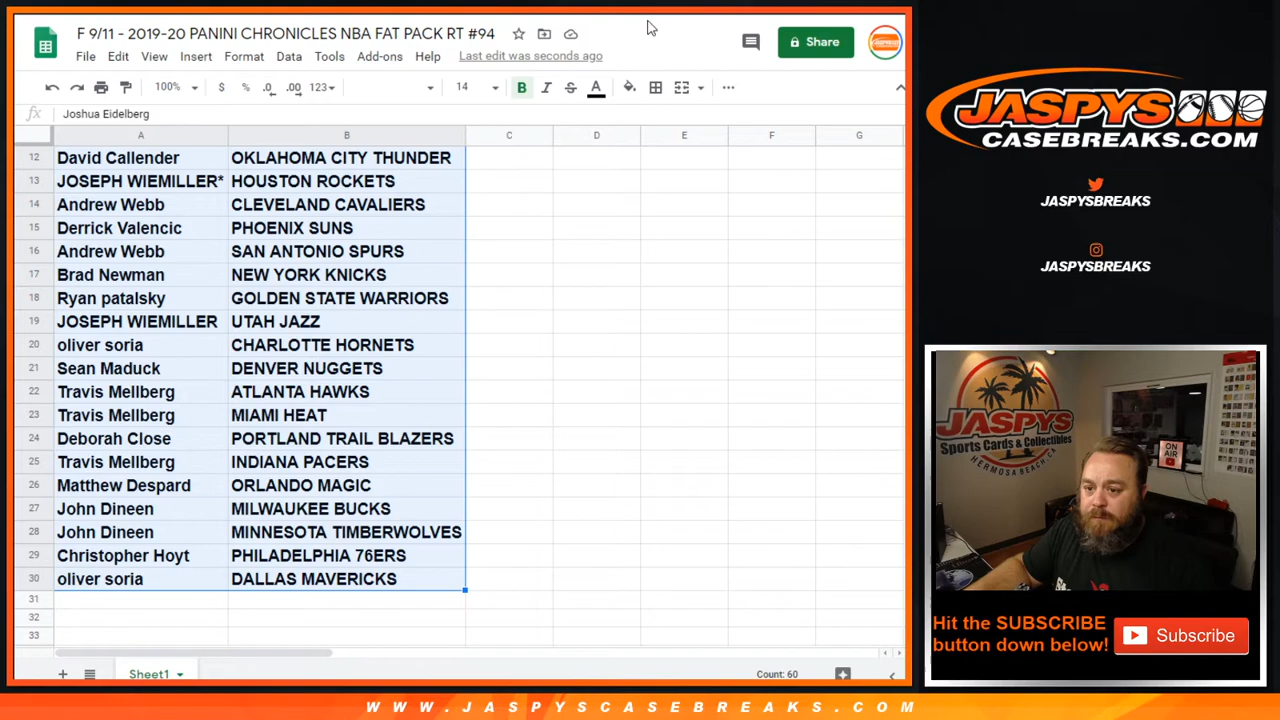 F 9/11 - 2019-20 PANINI CHRONICLES NBA FAT PACK RT #94
Share
File Edit View Insert Format Data Tools Add-ons Help Last edit was seconds ago
100% $ % .0 .00 123 14 B I S A
fx Joshua Eidelberg
A B C D E F G
12 David Callender OKLAHOMA CITY THUNDER
13 JOSEPH WIEMILLER* HOUSTON ROCKETS
14 Andrew Webb CLEVELAND CAVALIERS
15 Derrick Valencic PHOENIX SUNS
16 Andrew Webb SAN ANTONIO SPURS
17 Brad Newman NEW YORK KNICKS
18 Ryan patalsky GOLDEN STATE WARRIORS
19 JOSEPH WIEMILLER UTAH JAZZ
20 oliver soria CHARLOTTE HORNETS
21 Sean Maduck DENVER NUGGETS
22 Travis Mellberg ATLANTA HAWKS
23 Travis Mellberg MIAMI HEAT
24 Deborah Close PORTLAND TRAIL BLAZERS
25 Travis Mellberg INDIANA PACERS
26 Matthew Despard ORLANDO MAGIC
27 John Dineen MILWAUKEE BUCKS
28 John Dineen MINNESOTA TIMBERWOLVES
29 Christopher Hoyt PHILADELPHIA 76ERS
30 oliver soria DALLAS MAVERICKS
31
32
33
Sheet1
Count: 60
JASPYS
CASEBREAKS.COM
JASPYSBREAKS
JASPYSBREAKS
JASPYS
Sports Cards & Collectibles
HERMOSA BEACH, CA
ON
AIR
Hit the SUBSCRIBE
button down below!
Subscribe
WWW.JASPYSCASEBREAKS.COM